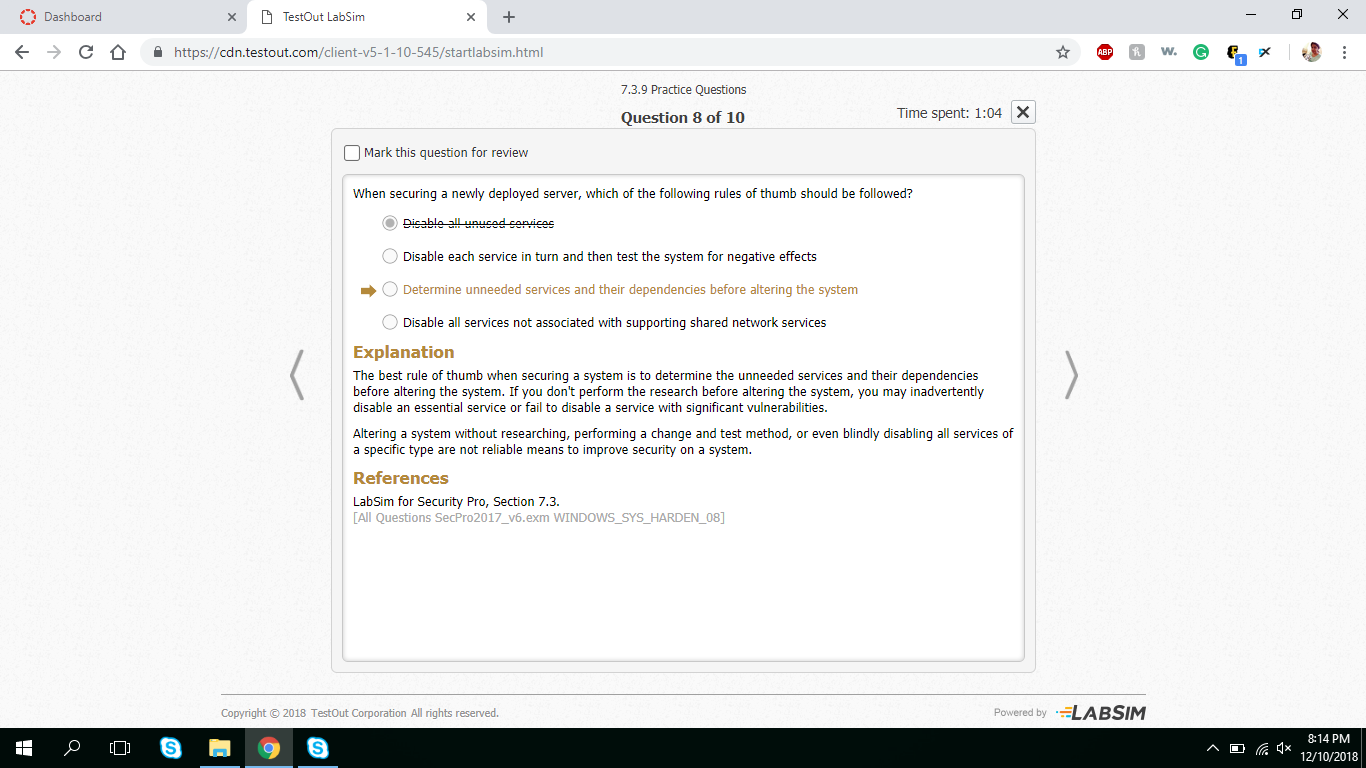 Dashboard
TestOut LabSim
https://cdn.testout.com/client-v5-1-10-545/startlabsim.html
ABP
w.
1
7.3.9 Practice Questions
Question 8 of 10
Time spent: 1:04
Mark this question for review
When securing a newly deployed server, which of the following rules of thumb should be followed?
Disable all unused services
Disable each service in turn and then test the system for negative effects
Determine unneeded services and their dependencies before altering the system
Disable all services not associated with supporting shared network services
Explanation
The best rule of thumb when securing a system is to determine the unneeded services and their dependencies
before altering the system. If you don't perform the research before altering the system, you may inadvertently
disable an essential service or fail to disable a service with significant vulnerabilities.
Altering a system without researching, performing a change and test method, or even blindly disabling all services of
a specific type are not reliable means to improve security on a system.
References
LabSim for Security Pro, Section 7.3.
[All Questions SecPro2017_v6.exm WINDOWS_SYS_HARDEN_08]
Copyright © 2018 TestOut Corporation All rights reserved.
Powered by LABSIM
8:14 PM
12/10/2018